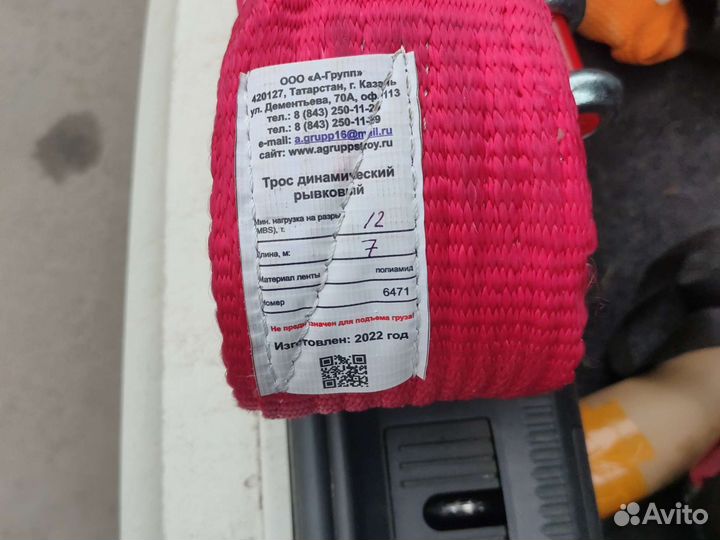 ООО «А-Групп»
420127, Татарстан, г. Казань
ул. Дементьева, 70А, оф. 113
тел.: 8 (843) 250-11-
тел.: 8 (843) 250-11-
e-mail: a.grupp16@mail.ru
сайт: www.agruppstroy.ru
Трос динамический
рывковый
Мин. нагрузка на разры
MBS), т. 12
Длина, м: 7
Материал ленты полиамид
Номер 6471
Не предназначен для подъема груза!
Изготовлен: 2022 год
Avito